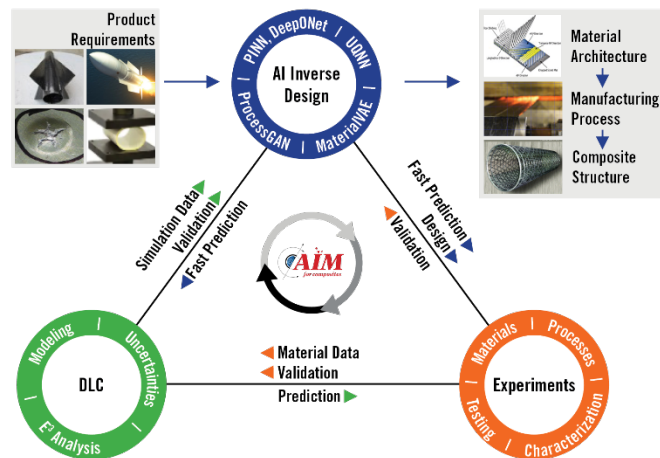 Product
Requirements
PINN, DeepONet | UQNN
AI Inverse
Design
ProcessGAN | MaterialVAE
Material
Architecture
Manufacturing
Process
Composite
Structure
Simulation Data
Validation
Fast Prediction
Fast Prediction
Design
Validation
AIM
for composites
Modeling | Uncertainties
DLC
E³ Analysis
Material Data
Validation
Prediction
Materials | Processes
Experiments
Testing | Characterization